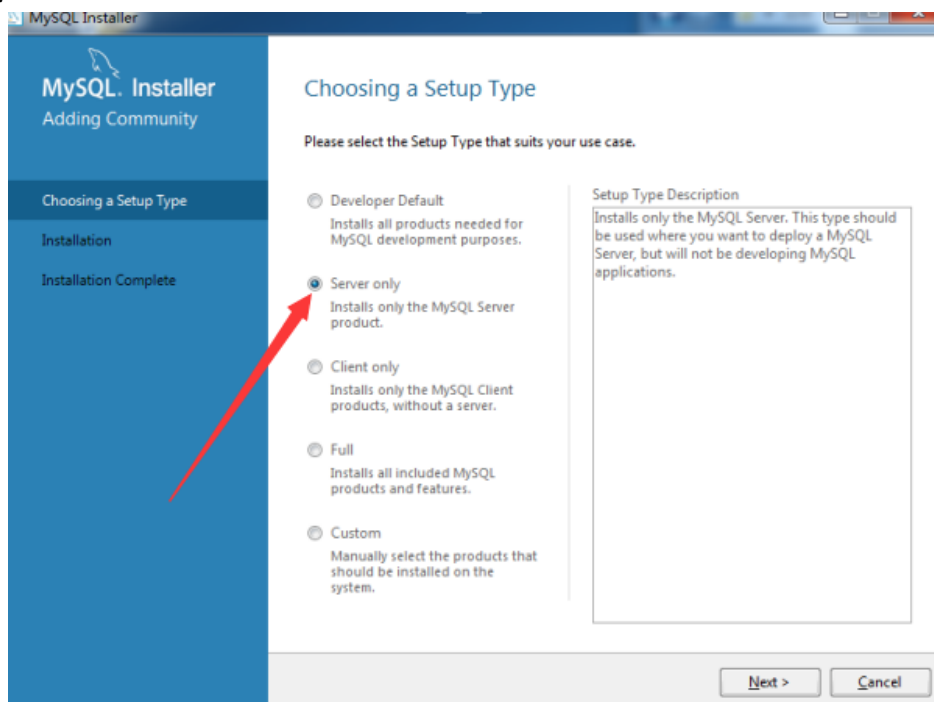 MySQL Installer
MySQL. Installer
Adding Community
Choosing a Setup Type
Installation
Installation Complete
Choosing a Setup Type
Please select the Setup Type that suits your use case.
Developer Default
Installs all products needed for
MySQL development purposes.
Server only
Installs only the MySQL Server
product.
Client only
Installs only the MySQL Client
products, without a server.
Full
Installs all included MySQL
products and features.
Custom
Manually select the products that
should be installed on the
system.
Setup Type Description
Installs only the MySQL Server. This type should
be used where you want to deploy a MySQL
Server, but will not be developing MySQL
applications.
Next >
Cancel